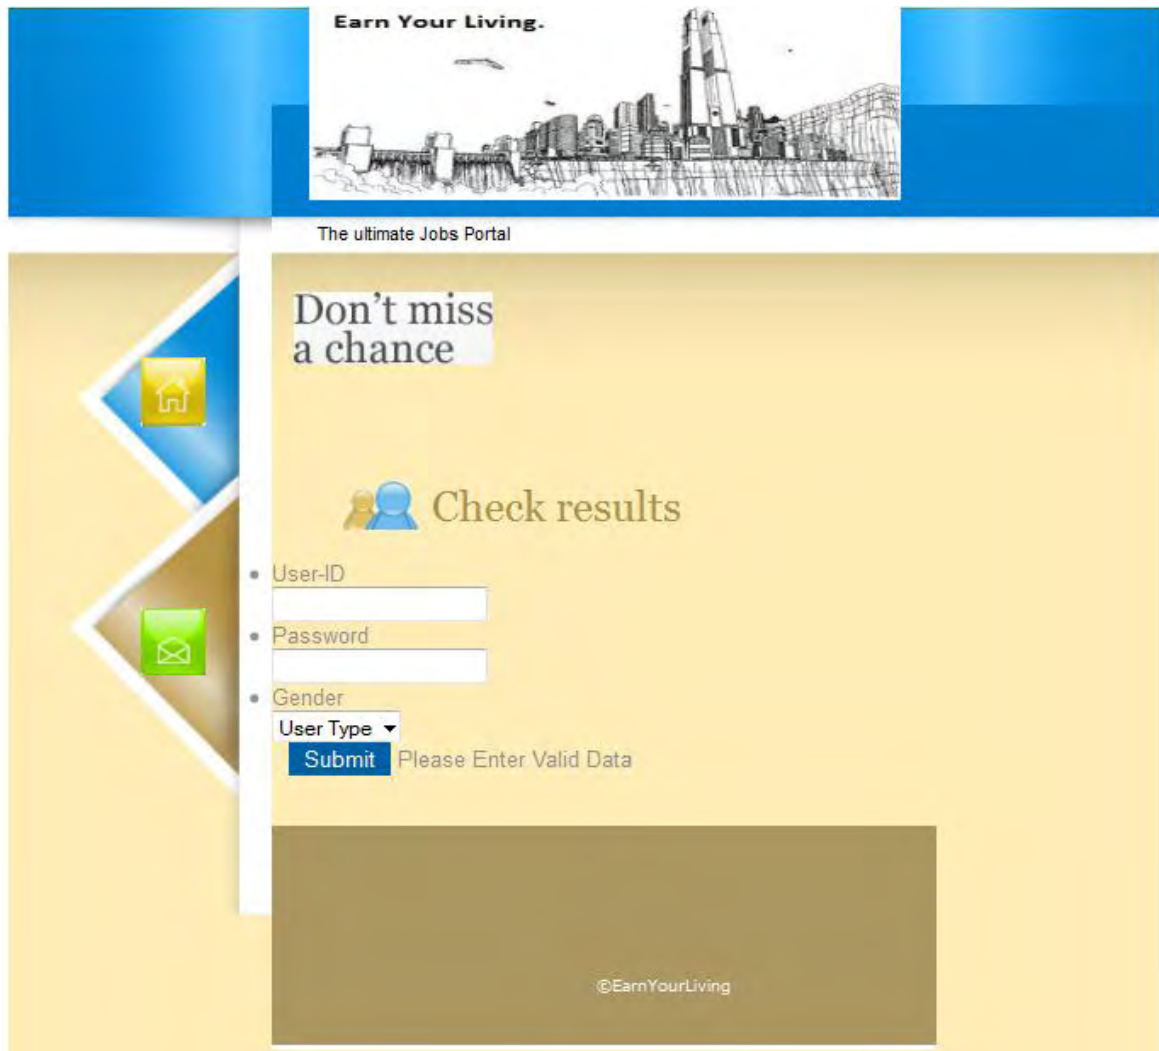 Earn Your Living.
The ultimate Jobs Portal
Don't miss
a chance
Check results
User-ID
Password
Gender
User Type
Submit Please Enter Valid Data
©EarnYourLiving